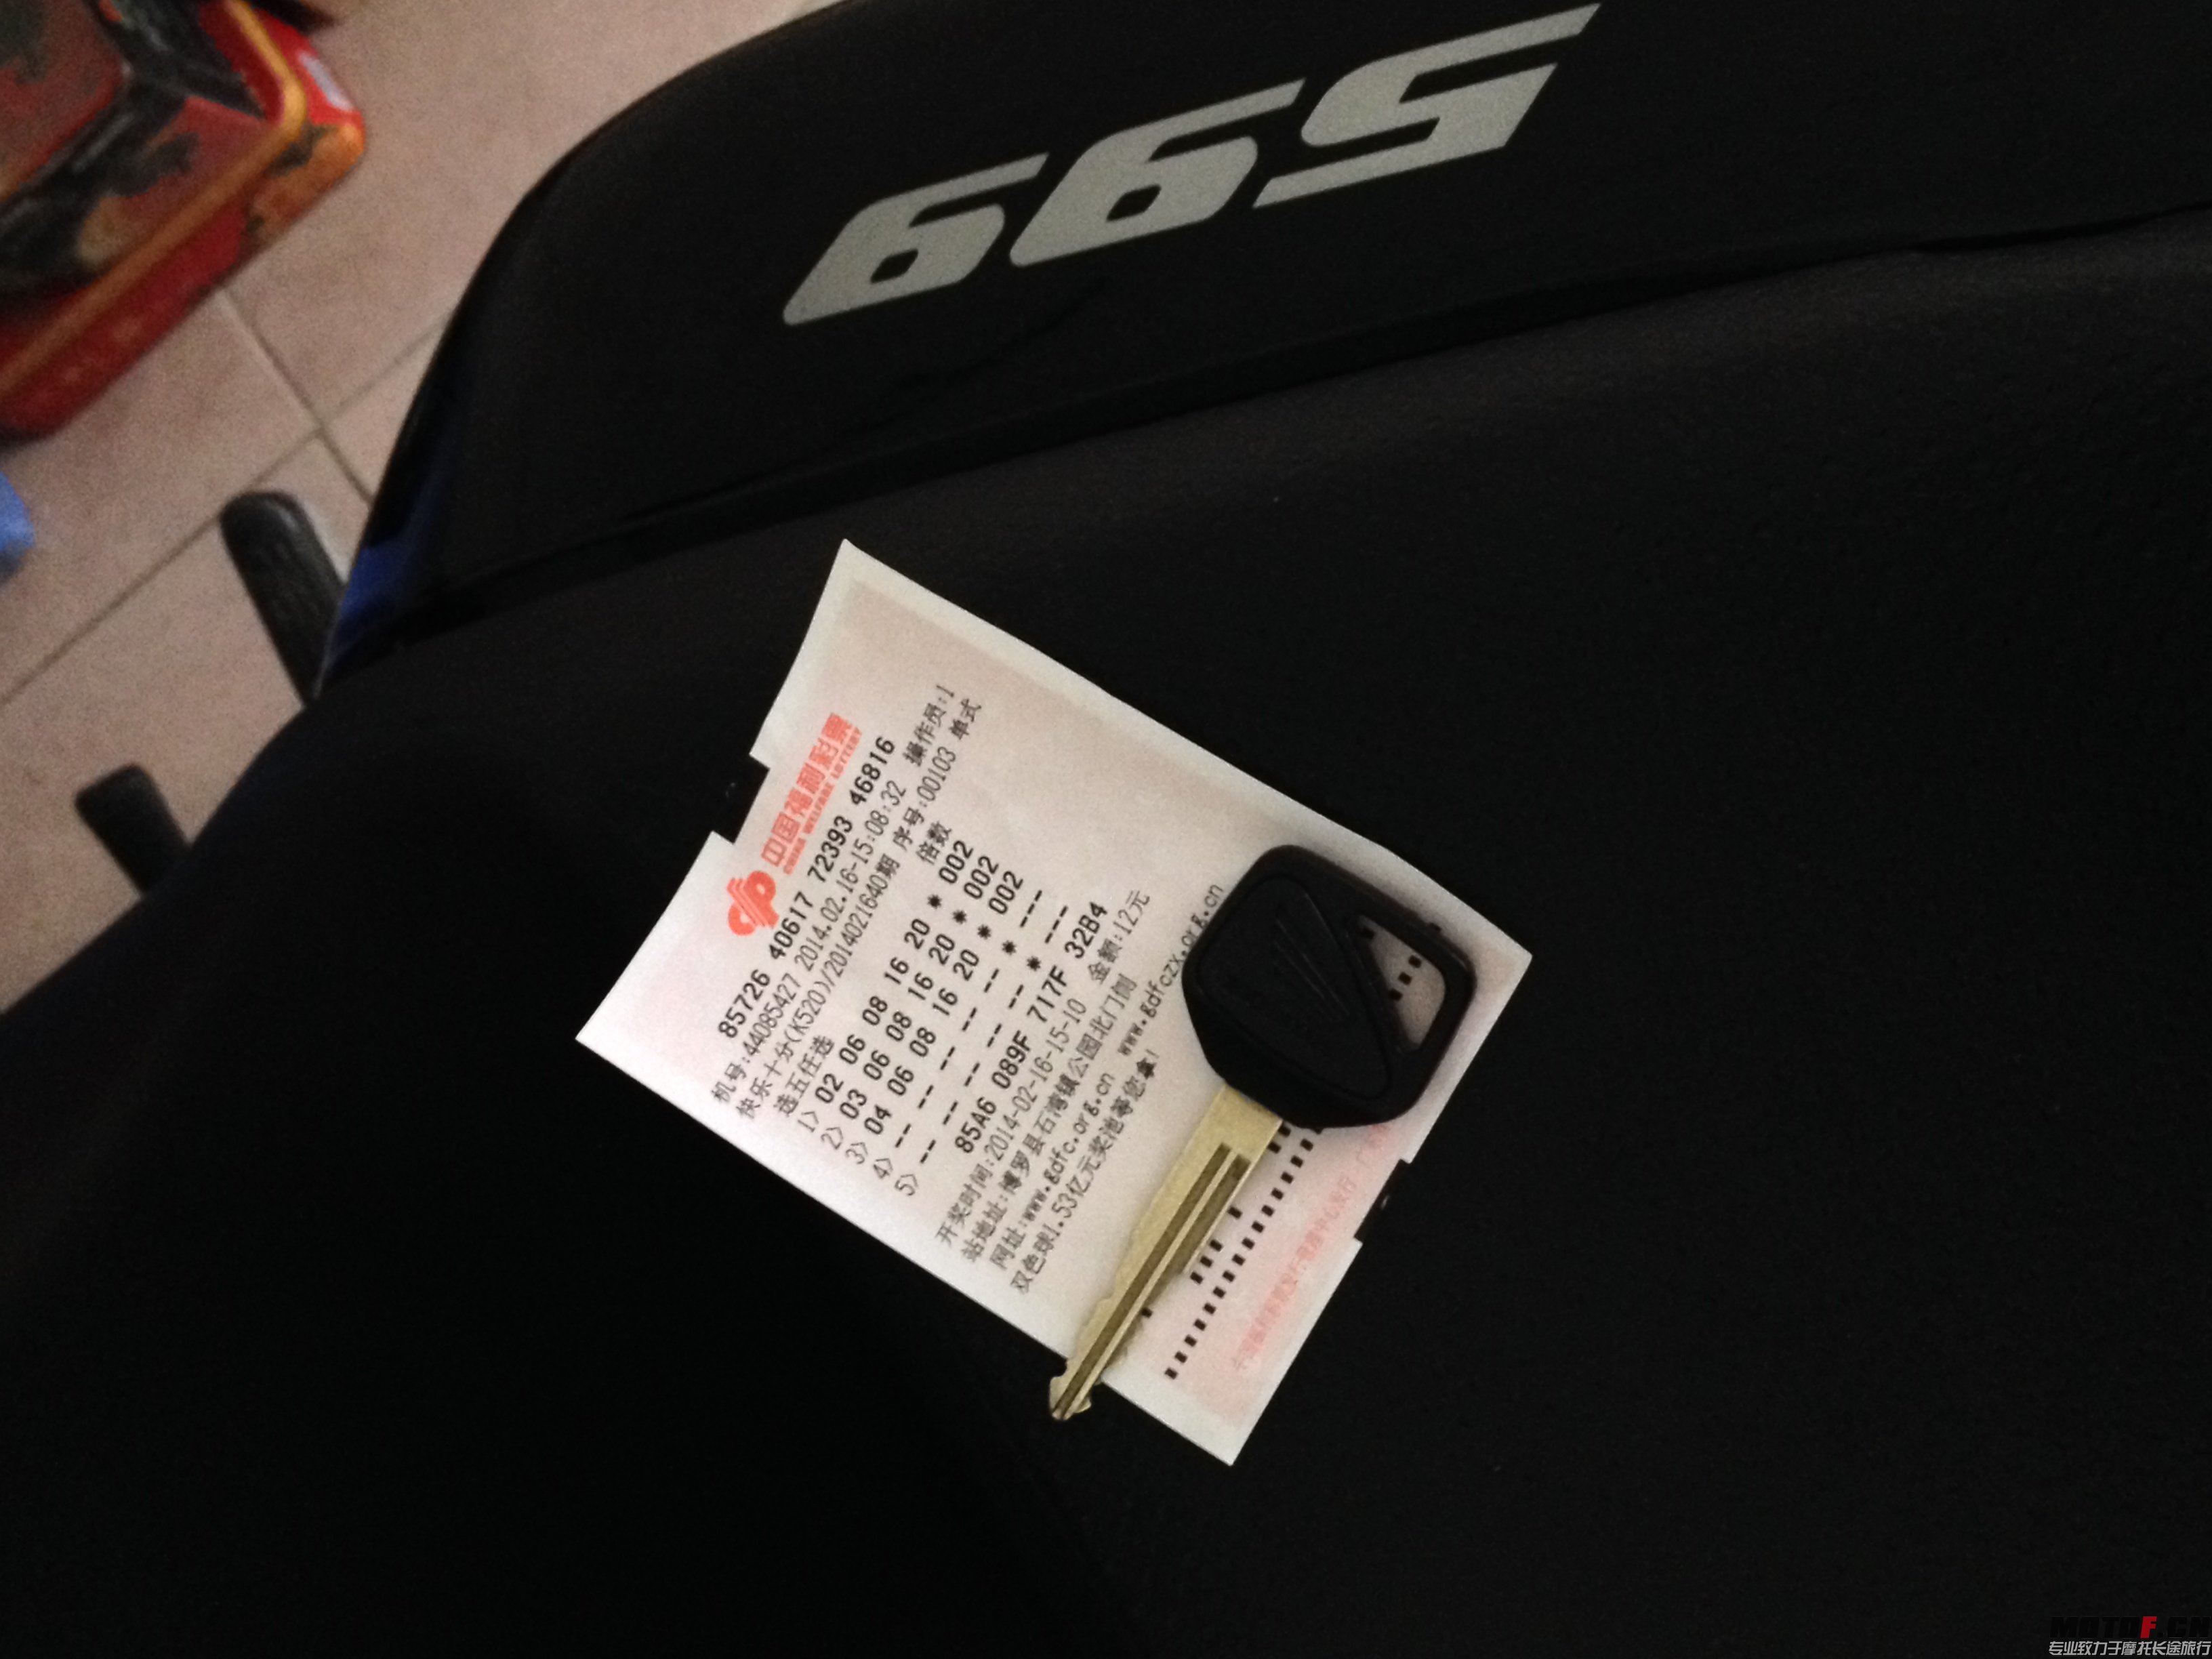 599
中国福利彩票
CHINA WELFARE LOTTERY
85726 40617 72393 46816
机号:44085427 2014.02.16-15:08:32 操作员:1
快乐十分(K520)/2014021640期 序号:00103 单式
选五任选 倍数
1> 02 06 08 16 20 * 002
2> 03 06 08 16 20 * 002
3> 04 06 08 16 20 * 002
4> -- -- -- -- -- * ---
5> -- -- -- -- -- * ---
85A6 089F 717F 32B4
开奖时间:2014-02-16-15-10 金额:12元
站地址:博罗县石湾镇公园北门侧
网址:www.gdfc.org.cn www.gdfczx.org.cn
双色球1.53亿元奖池等您拿!
MOTOF.CN
专业致力于摩托长途旅行